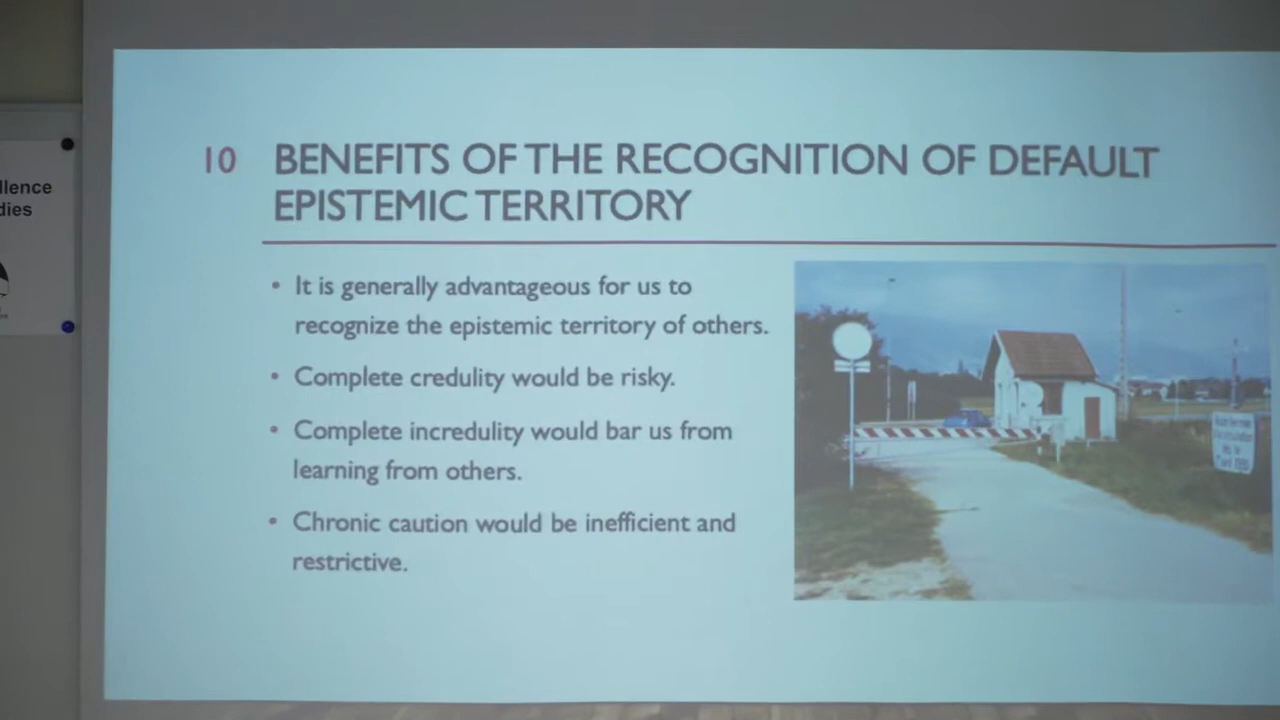 llence
dies
10
BENEFITS OF THE RECOGNITION OF DEFAULT
EPISTEMIC TERRITORY
• It is generally advantageous for us to
recognize the epistemic territory of others.
• Complete credulity would be risky.
• Complete incredulity would bar us from
learning from others.
• Chronic caution would be inefficient and
restrictive.